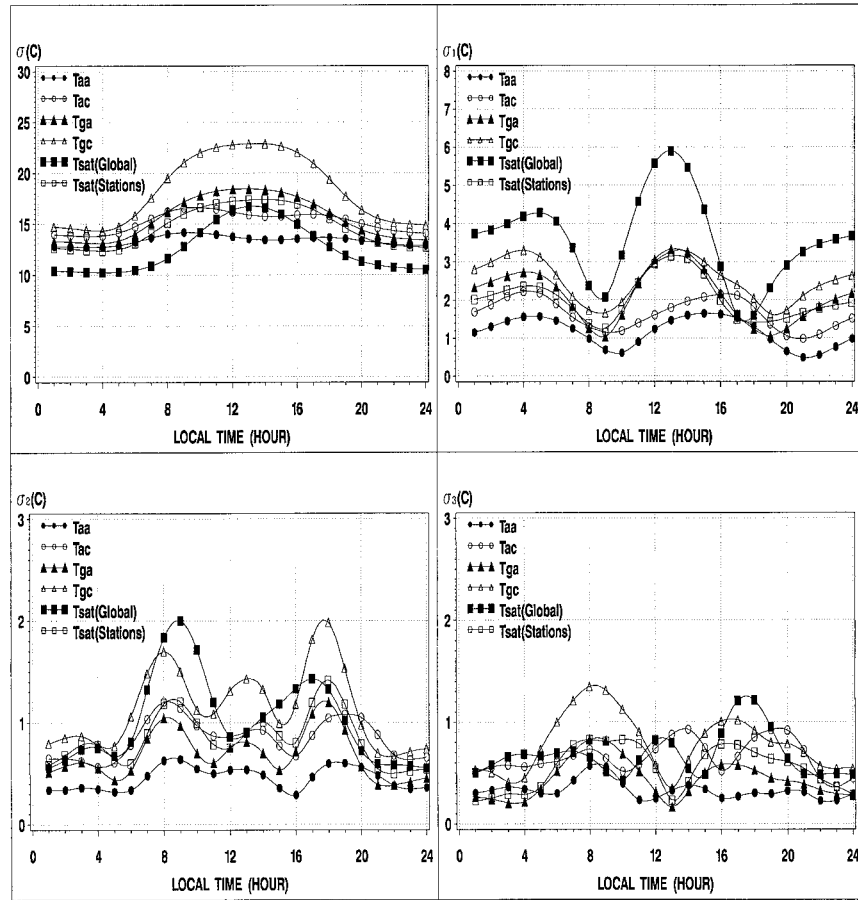 σ(C)
30
25
20
15
10
5
0
Taa
Tac
Tga
Tgc
Tsat(Global)
Tsat(Stations)
0 4 8 12 16 20 24
LOCAL TIME (HOUR)
σ₁(C)
8
7
6
5
4
3
2
1
0
Taa
Tac
Tga
Tgc
Tsat(Global)
Tsat(Stations)
0 4 8 12 16 20 24
LOCAL TIME (HOUR)
σ₂(C)
3
2
1
0
Taa
Tac
Tga
Tgc
Tsat(Global)
Tsat(Stations)
0 4 8 12 16 20 24
LOCAL TIME (HOUR)
σ₃(C)
3
2
1
0
Taa
Tac
Tga
Tgc
Tsat(Global)
Tsat(Stations)
0 4 8 12 16 20 24
LOCAL TIME (HOUR)